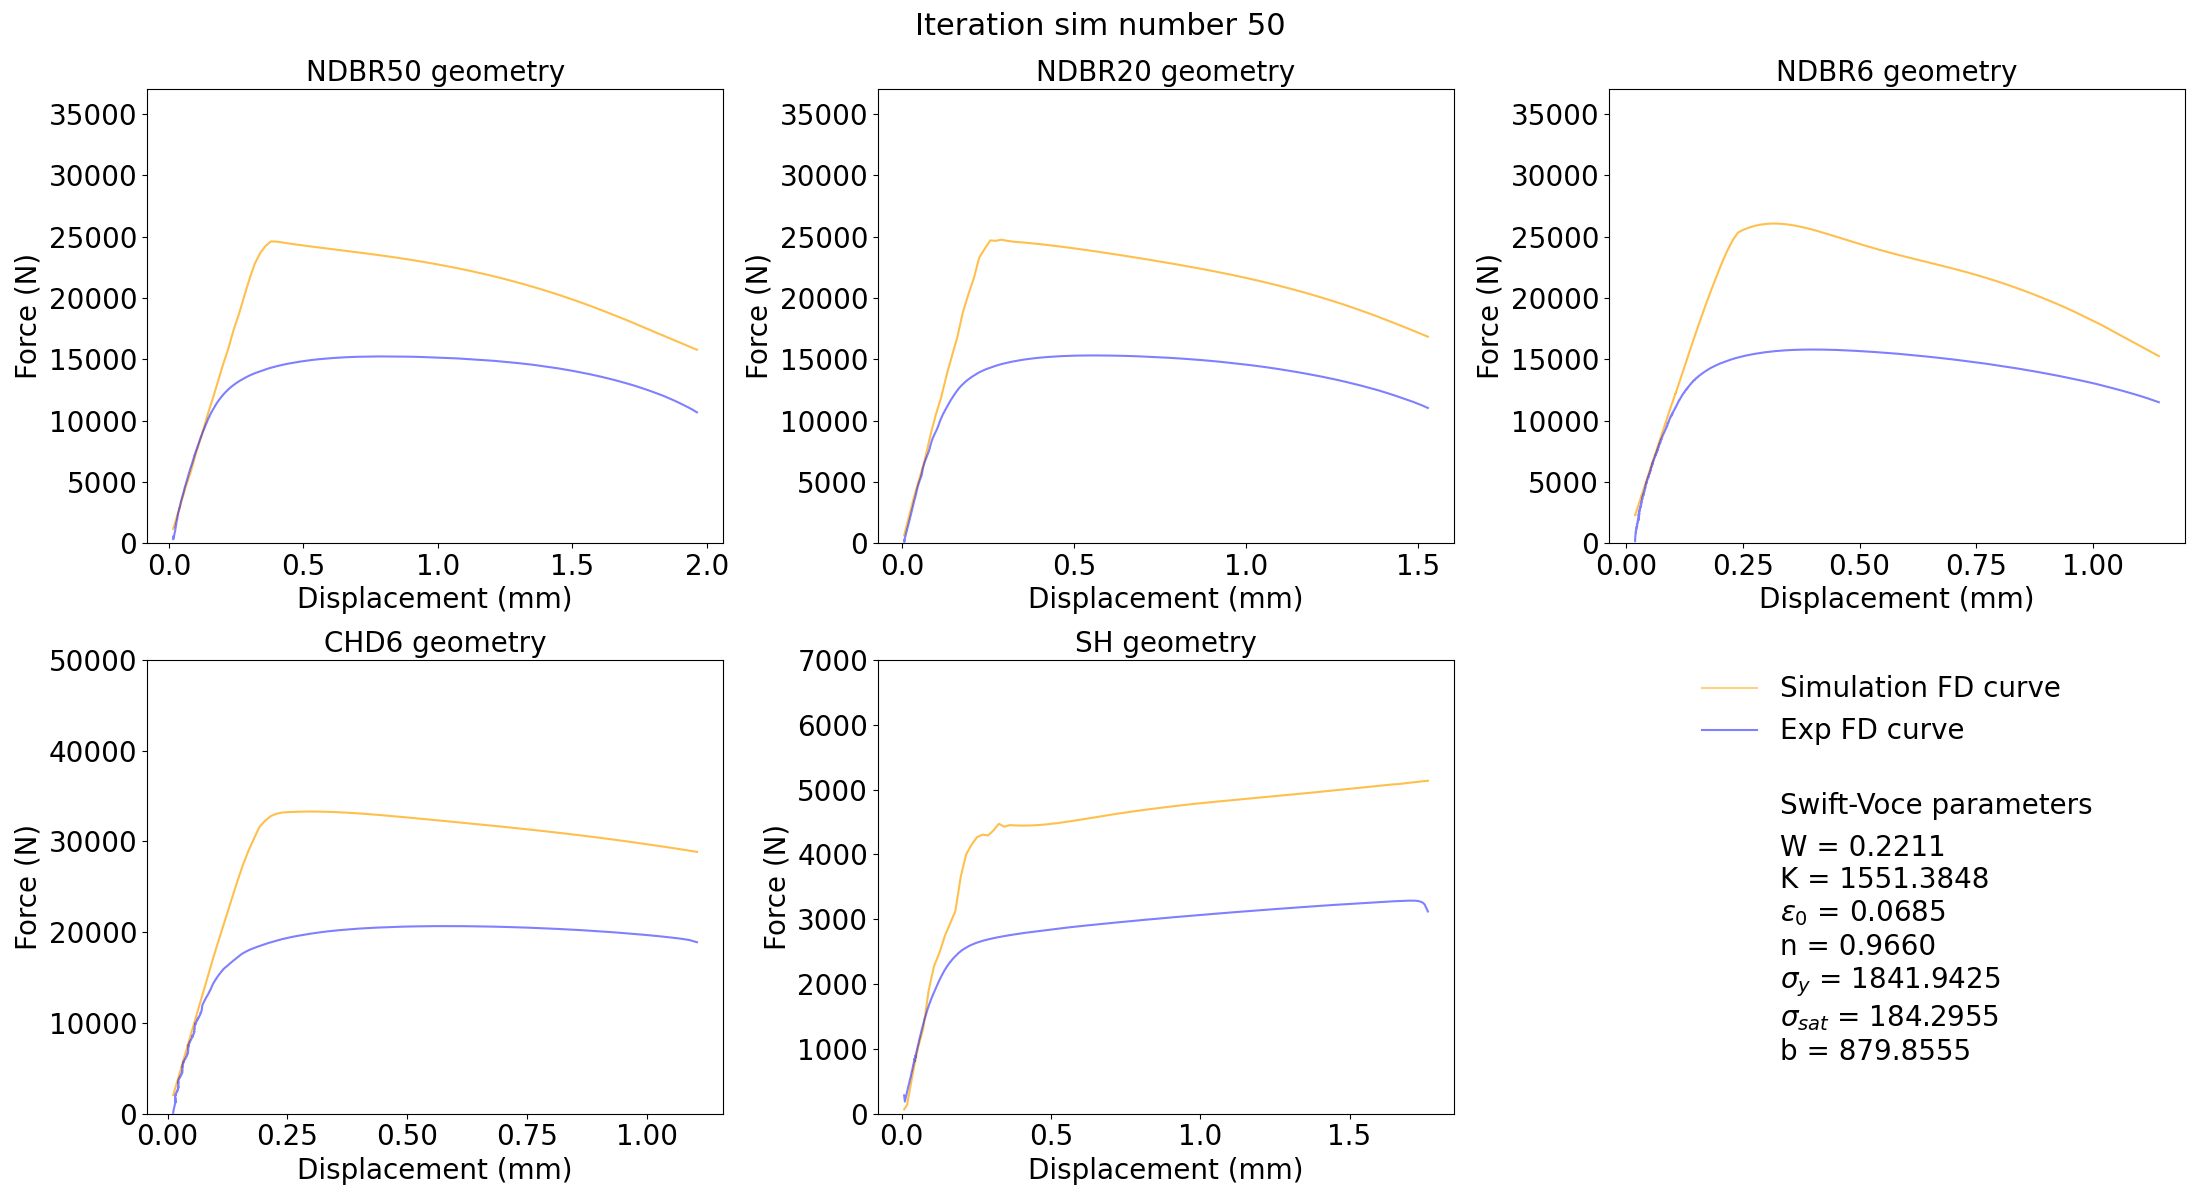 Iteration sim number 50
NDBR50 geometry
35000
30000
25000
20000
15000
10000
5000
0
Force (N)
0.0 0.5 1.0 1.5 2.0
Displacement (mm)
NDBR20 geometry
35000
30000
25000
20000
15000
10000
5000
0
Force (N)
0.0 0.5 1.0 1.5
Displacement (mm)
NDBR6 geometry
35000
30000
25000
20000
15000
10000
5000
0
Force (N)
0.00 0.25 0.50 0.75 1.00
Displacement (mm)
CHD6 geometry
50000
40000
30000
20000
10000
0
Force (N)
0.00 0.25 0.50 0.75 1.00
Displacement (mm)
SH geometry
7000
6000
5000
4000
3000
2000
1000
0
Force (N)
0.0 0.5 1.0 1.5
Displacement (mm)
Simulation FD curve
Exp FD curve
Swift-Voce parameters
W = 0.2211
K = 1551.3848
ε₀ = 0.0685
n = 0.9660
σ_y = 1841.9425
σ_sat = 184.2955
b = 879.8555